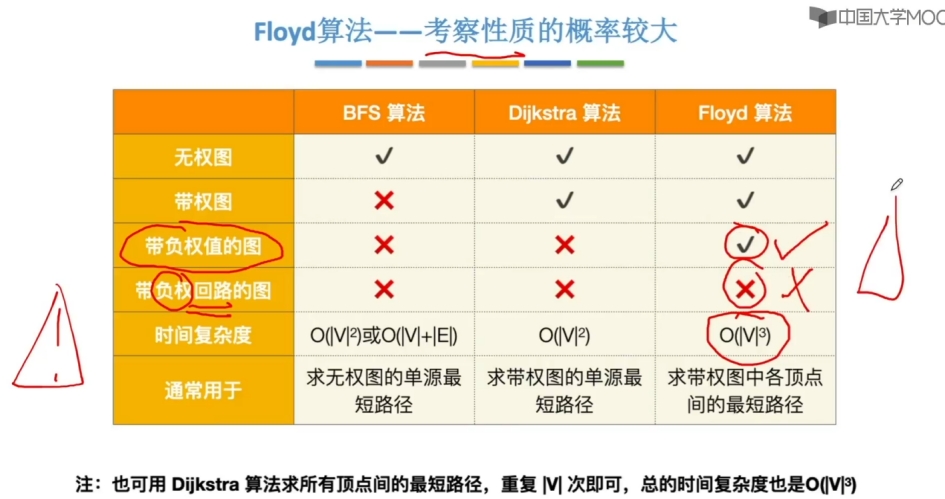 中国大学MOO
Floyd算法——考察性质的概率较大
BFS 算法 Dijkstra 算法 Floyd 算法
无权图 ✓ ✓ ✓
带权图 ✕ ✓ ✓
带负权值的图 ✕ ✕ ✓
带负权回路的图 ✕ ✕ ✕
时间复杂度 O(|V|²)或O(|V|+|E|) O(|V|²) O(|V|³)
通常用于 求无权图的单源最 求带权图的单源最 求带权图中各顶点
短路径 短路径 间的最短路径
注：也可用 Dijkstra 算法求所有顶点间的最短路径，重复 |V| 次即可，总的时间复杂度也是O(|V|³)